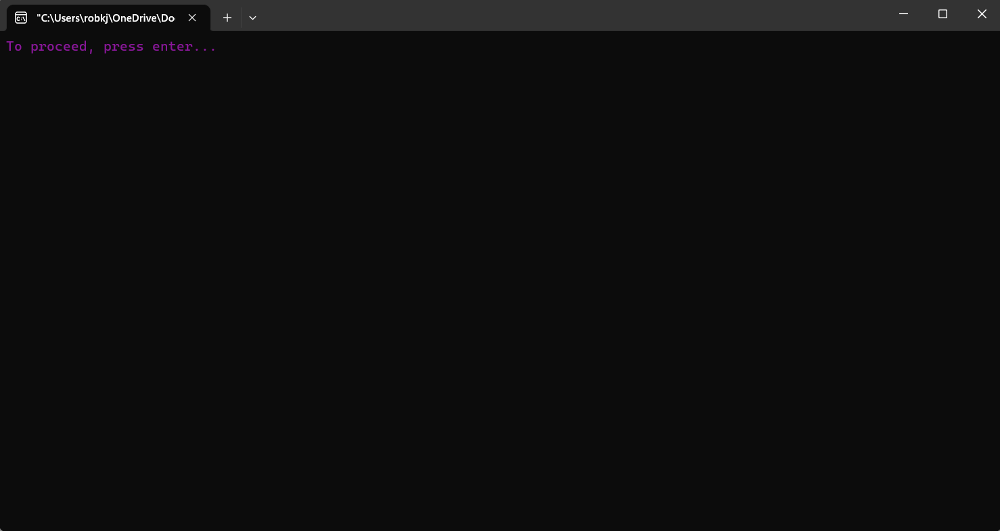 "C:\Users\robkj\OneDrive\Do
To proceed, press enter...